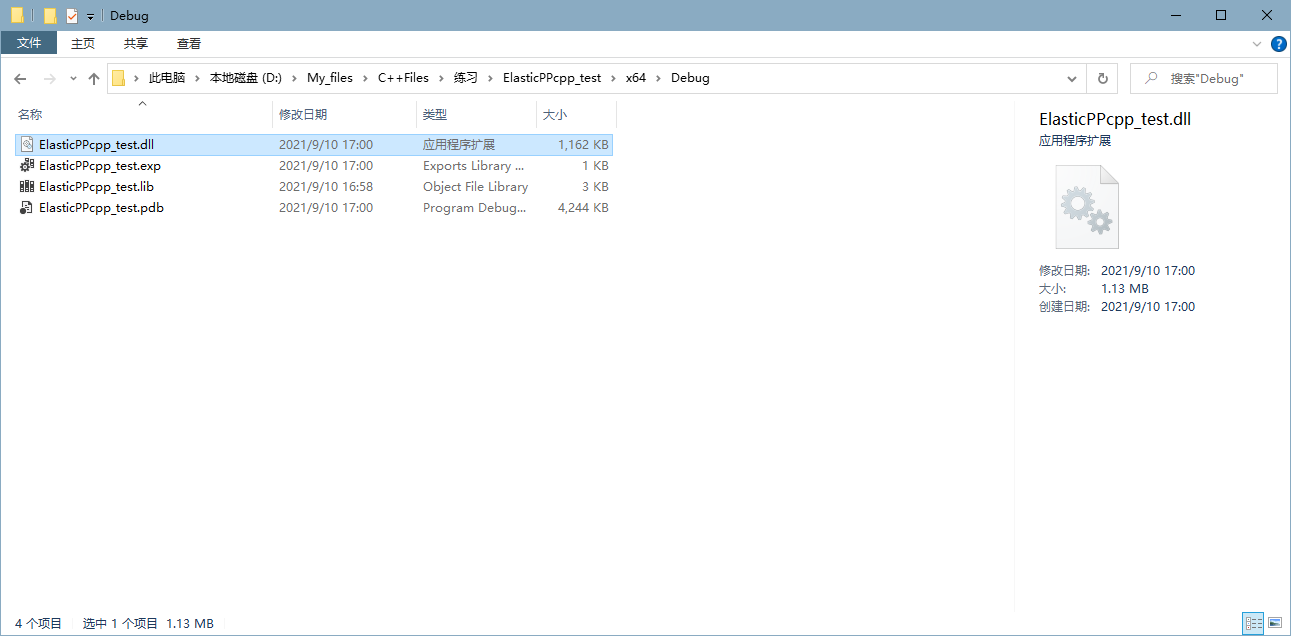 Debug
文件 主页 共享 查看
此电脑 本地磁盘 (D:) My_files C++Files 练习 ElasticPPcpp_test x64 Debug 搜索"Debug"
名称 修改日期 类型 大小
ElasticPPcpp_test.dll 2021/9/10 17:00 应用程序扩展 1,162 KB
ElasticPPcpp_test.exp 2021/9/10 17:00 Exports Library ... 1 KB
ElasticPPcpp_test.lib 2021/9/10 16:58 Object File Library 3 KB
ElasticPPcpp_test.pdb 2021/9/10 17:00 Program Debug... 4,244 KB
ElasticPPcpp_test.dll
应用程序扩展
修改日期: 2021/9/10 17:00
大小: 1.13 MB
创建日期: 2021/9/10 17:00
4 个项目 选中 1 个项目 1.13 MB